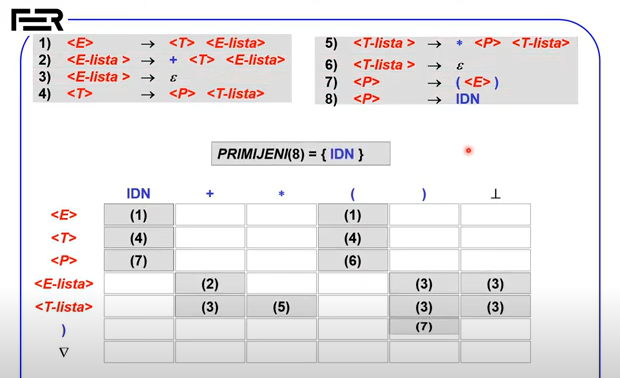 FER
1) <E> → <T> <E-lista>
2) <E-lista > → + <T> <E-lista>
3) <E-lista > → ε
4) <T> → <P> <T-lista>
5) <T-lista > → * <P> <T-lista>
6) <T-lista > → ε
7) <P> → ( <E> )
8) <P> → IDN
PRIMIJENI(8) = { IDN }
IDN + * ( ) ⊥
<E> (1) (1)
<T> (4) (4)
<P> (7) (6)
<E-lista> (2) (3) (3)
<T-lista> (3) (5) (3) (3)
) (7)
∇